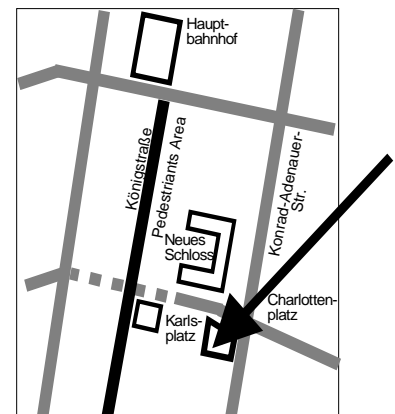 Haupt-
bahnhof
Königstraße
Pedestriants Area
Konrad-Adenauer-
Str.
Neues
Schloss
Charlotten-
platz
Karls-
platz